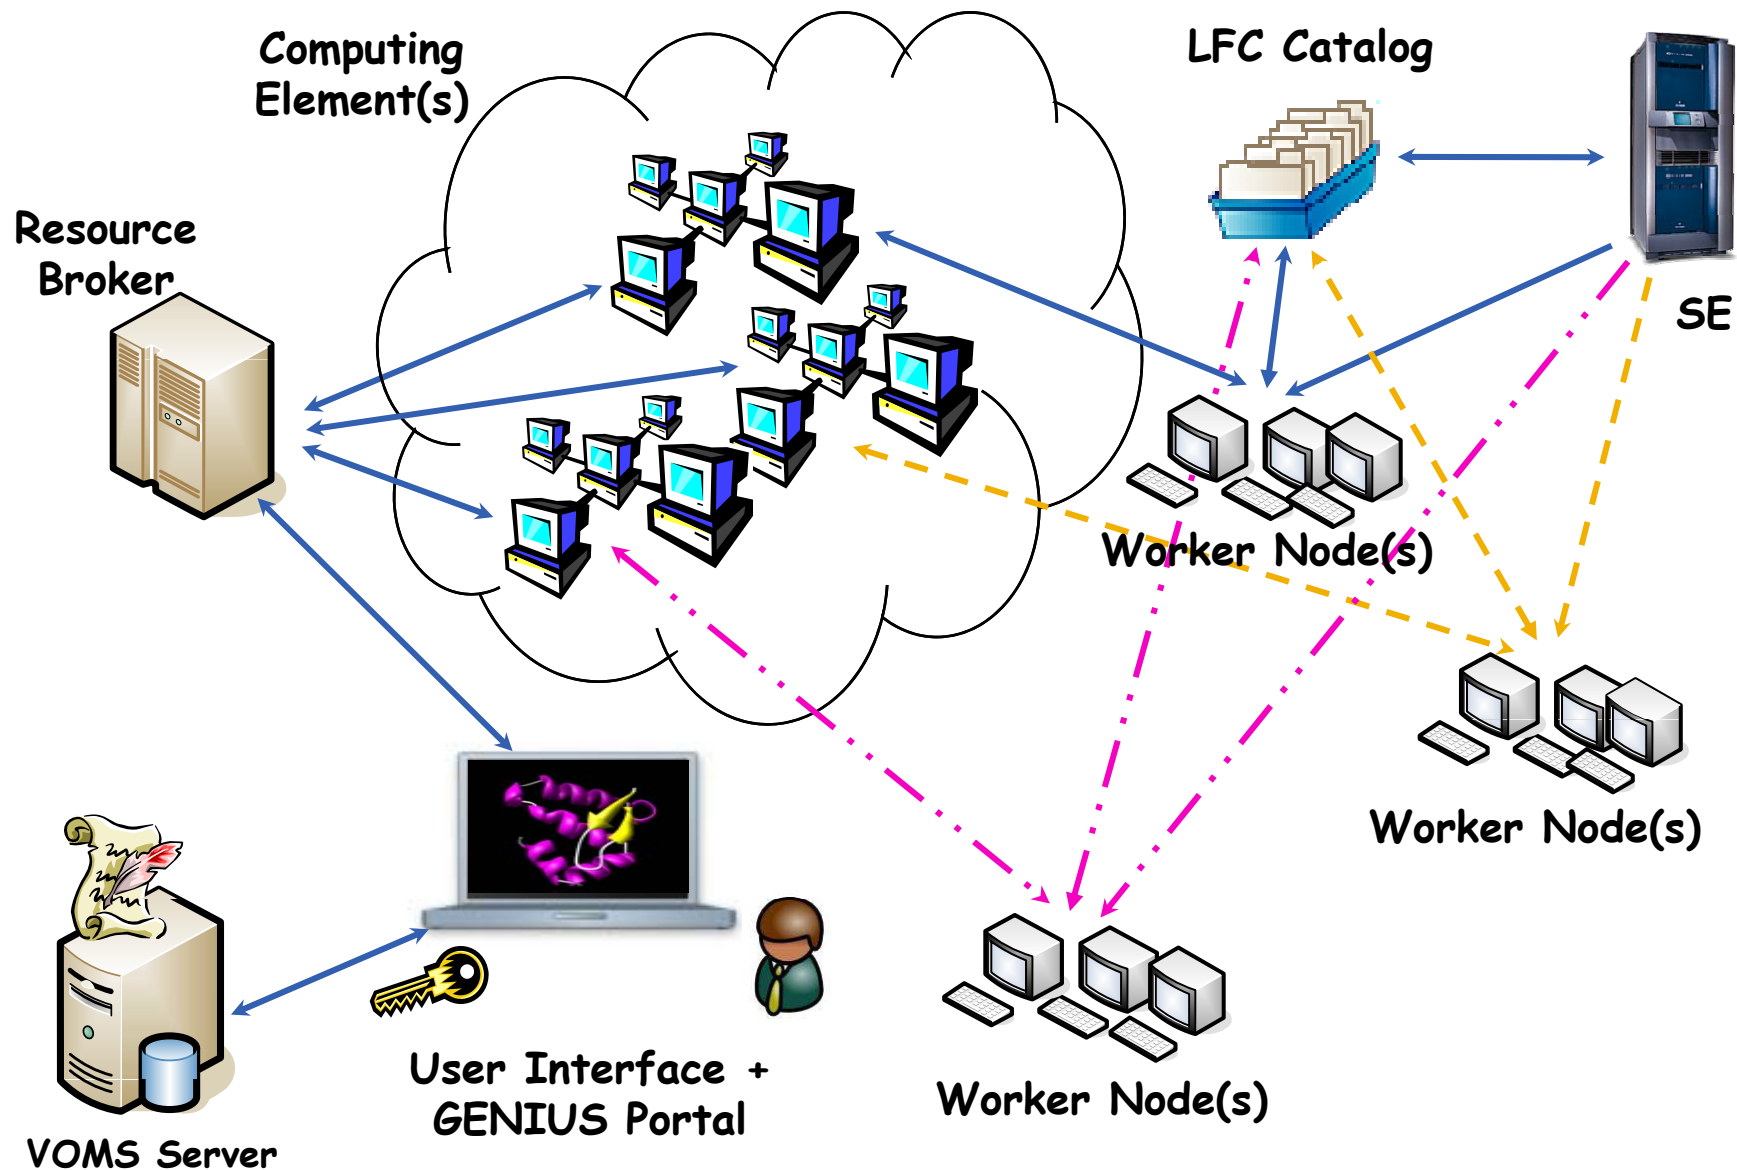 Computing
Element(s)
LFC Catalog
Resource
Broker
SE
Worker Node(s)
Worker Node(s)
User Interface +
GENIUS Portal
Worker Node(s)
VOMS Server